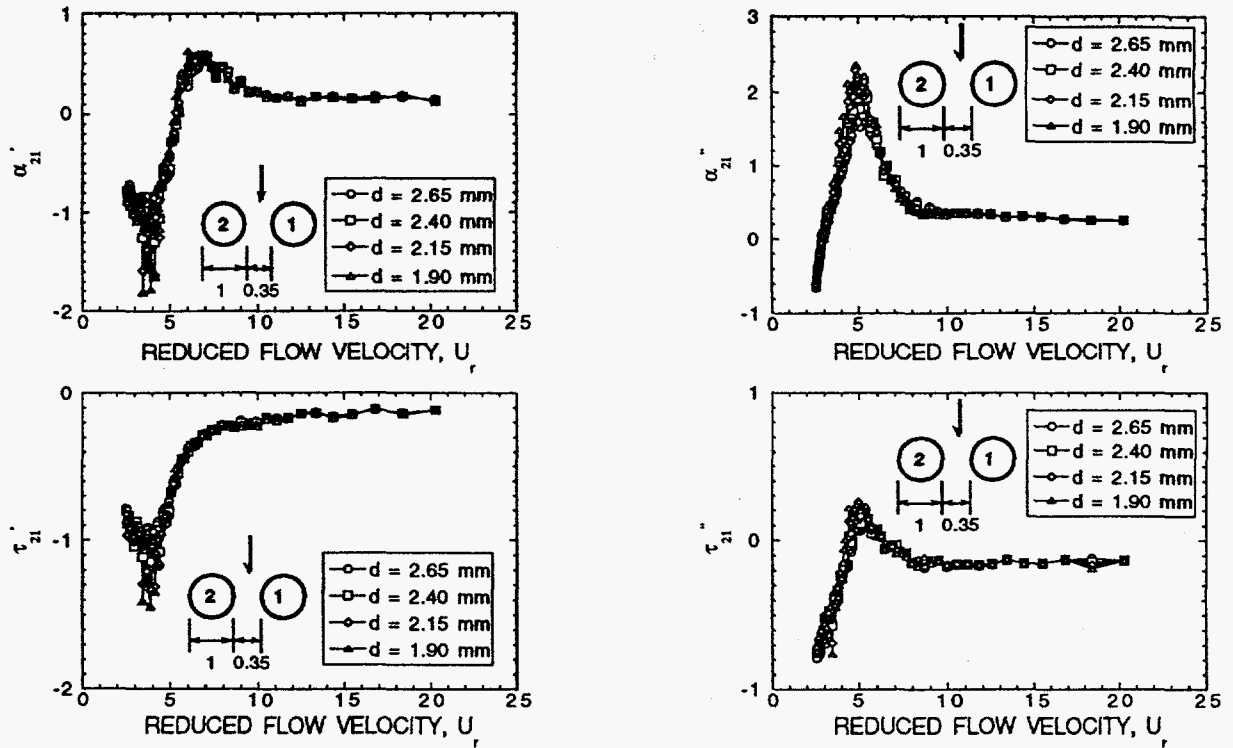 1
0
-1
-2
α21'
2
1
1
0.35
d = 2.65 mm
d = 2.40 mm
d = 2.15 mm
d = 1.90 mm
0
5
10
15
20
25
REDUCED FLOW VELOCITY, Ur
3
2
1
0
-1
α21"
2
1
1
0.35
d = 2.65 mm
d = 2.40 mm
d = 2.15 mm
d = 1.90 mm
0
5
10
15
20
25
REDUCED FLOW VELOCITY, Ur
0
-1
-2
τ21'
2
1
1
0.35
d = 2.65 mm
d = 2.40 mm
d = 2.15 mm
d = 1.90 mm
0
5
10
15
20
25
REDUCED FLOW VELOCITY, Ur
1
0
-1
τ21"
2
1
1
0.35
d = 2.65 mm
d = 2.40 mm
d = 2.15 mm
d = 1.90 mm
0
5
10
15
20
25
REDUCED FLOW VELOCITY, Ur